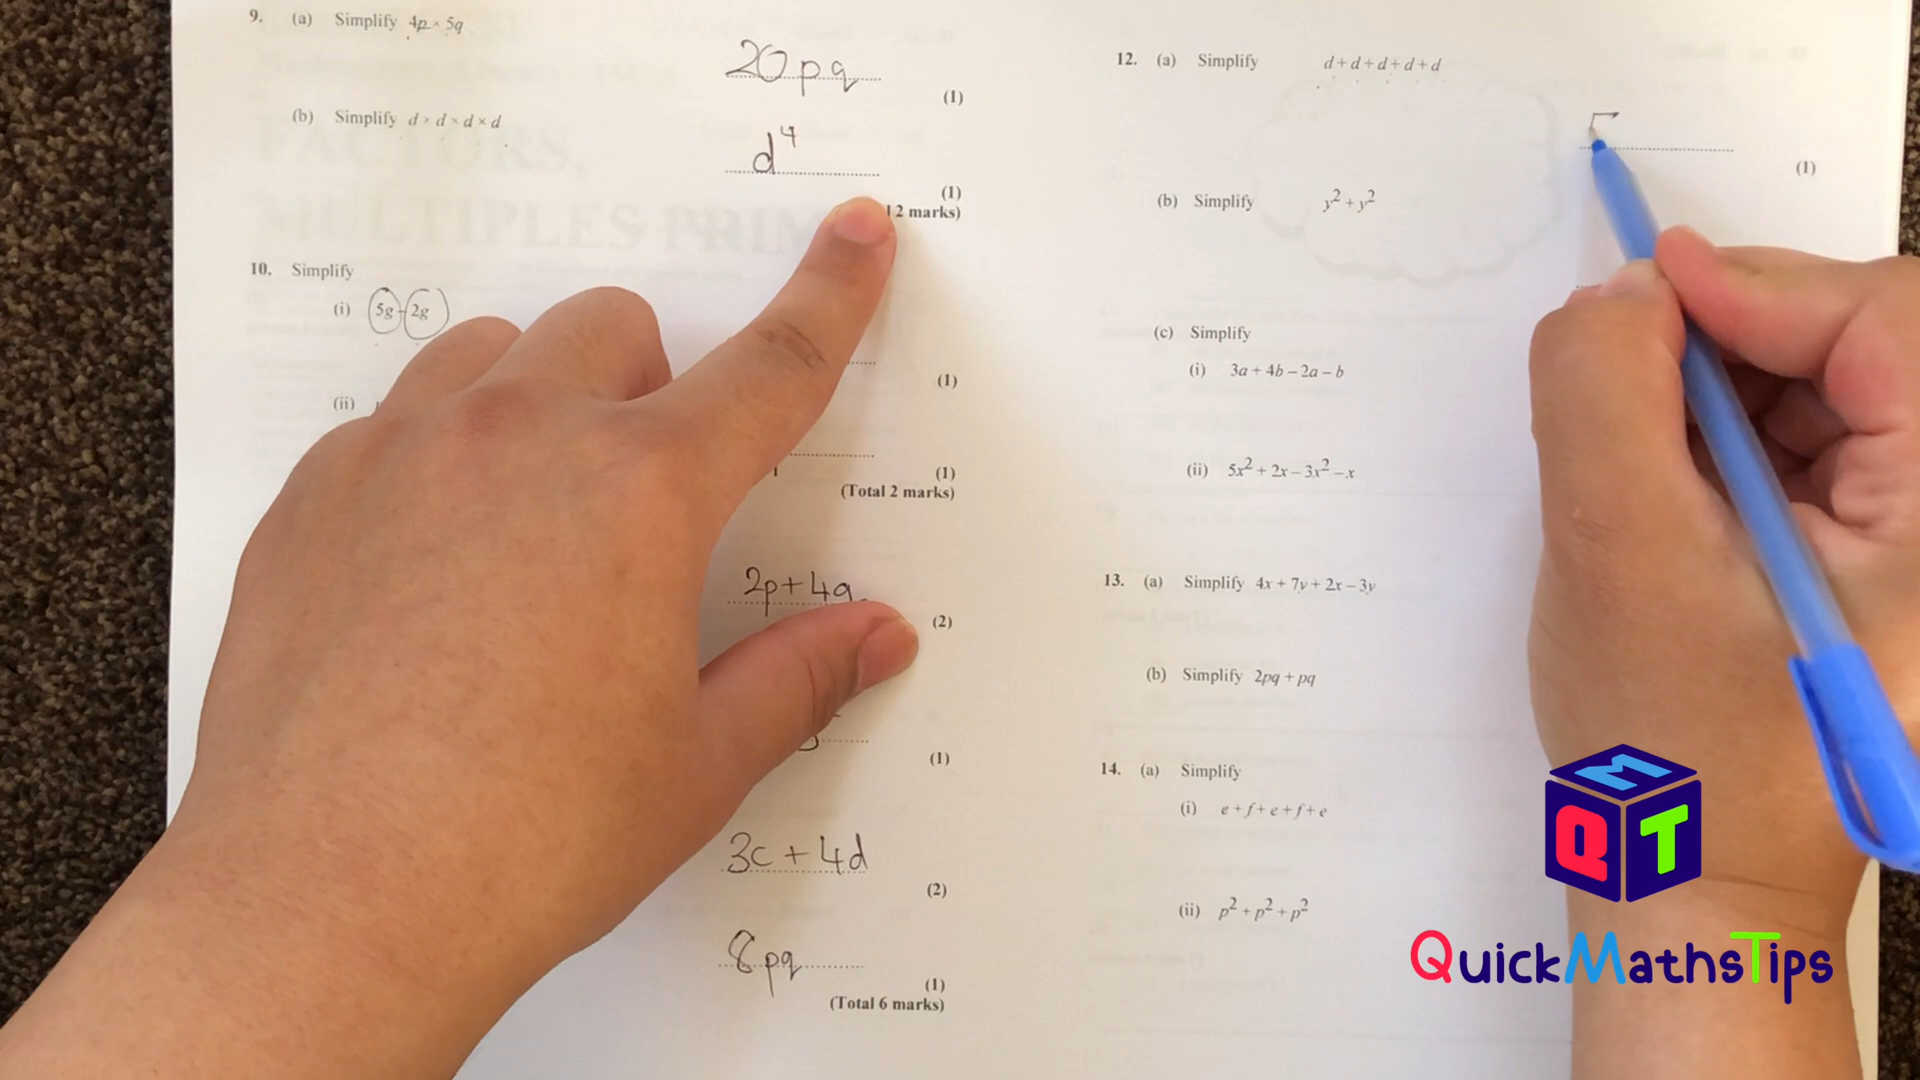 9. (a) Simplify 4p × 5q
20pq
(1)
(b) Simplify d × d × d × d
d⁴
(1)
2 marks)
10. Simplify
(i) 5g - 2g
(1)
(ii)
(1)
(Total 2 marks)
2p+4q
(2)
(1)
3c + 4d
(2)
8pq
(1)
(Total 6 marks)
12. (a) Simplify d + d + d + d + d
(1)
(b) Simplify y² + y²
(c) Simplify
(i) 3a + 4b – 2a – b
(ii) 5x² + 2x – 3x² – x
13. (a) Simplify 4x + 7y + 2x – 3y
(b) Simplify 2pq + pq
14. (a) Simplify
(i) e + f + e + f + e
(ii) p² + p² + p²
M
Q T
QuickMathsTips